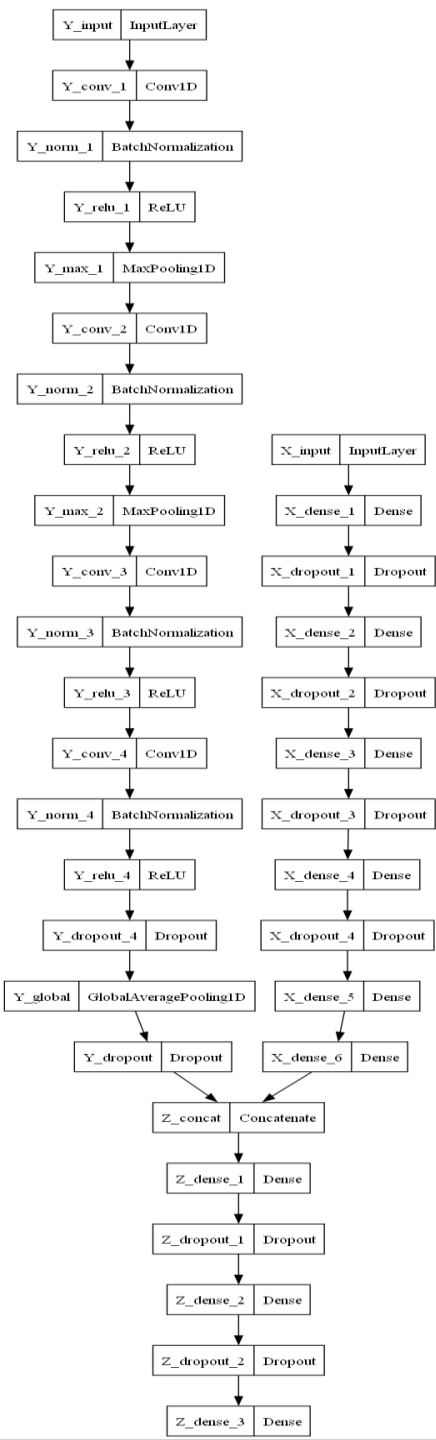 Y_input InputLayer
Y_conv_1 Conv1D
Y_norm_1 BatchNormalization
Y_relu_1 ReLU
Y_max_1 MaxPooling1D
Y_conv_2 Conv1D
Y_norm_2 BatchNormalization
Y_relu_2 ReLU
Y_max_2 MaxPooling1D
Y_conv_3 Conv1D
Y_norm_3 BatchNormalization
Y_relu_3 ReLU
Y_conv_4 Conv1D
Y_norm_4 BatchNormalization
Y_relu_4 ReLU
Y_dropout_4 Dropout
Y_global GlobalAveragePooling1D
Y_dropout Dropout
X_input InputLayer
X_dense_1 Dense
X_dropout_1 Dropout
X_dense_2 Dense
X_dropout_2 Dropout
X_dense_3 Dense
X_dropout_3 Dropout
X_dense_4 Dense
X_dropout_4 Dropout
X_dense_5 Dense
X_dense_6 Dense
Z_concat Concatenate
Z_dense_1 Dense
Z_dropout_1 Dropout
Z_dense_2 Dense
Z_dropout_2 Dropout
Z_dense_3 Dense